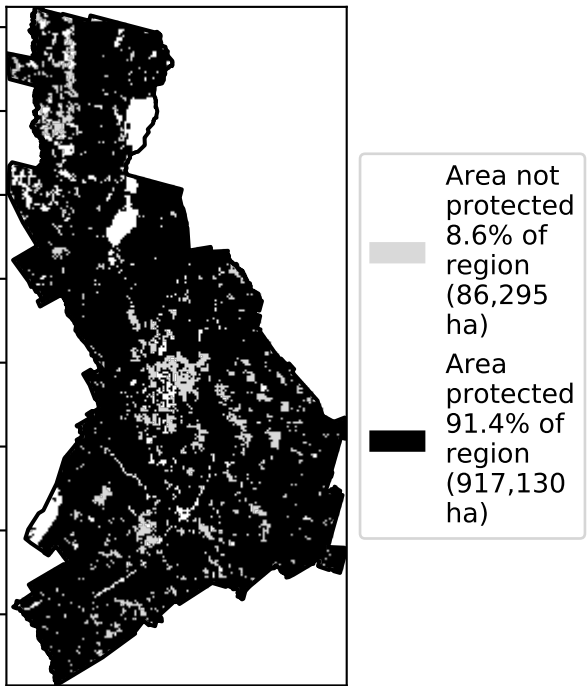 Area not
protected
8.6% of
region
(86,295
ha)
Area
protected
91.4% of
region
(917,130
ha)